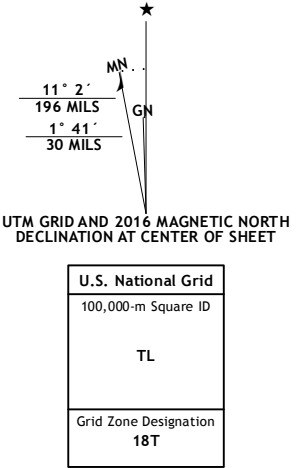 MN
GN
11° 2´
196 MILS
1° 41´
30 MILS
UTM GRID AND 2016 MAGNETIC NORTH
DECLINATION AT CENTER OF SHEET
U.S. National Grid
100,000-m Square ID
TL
Grid Zone Designation
18T